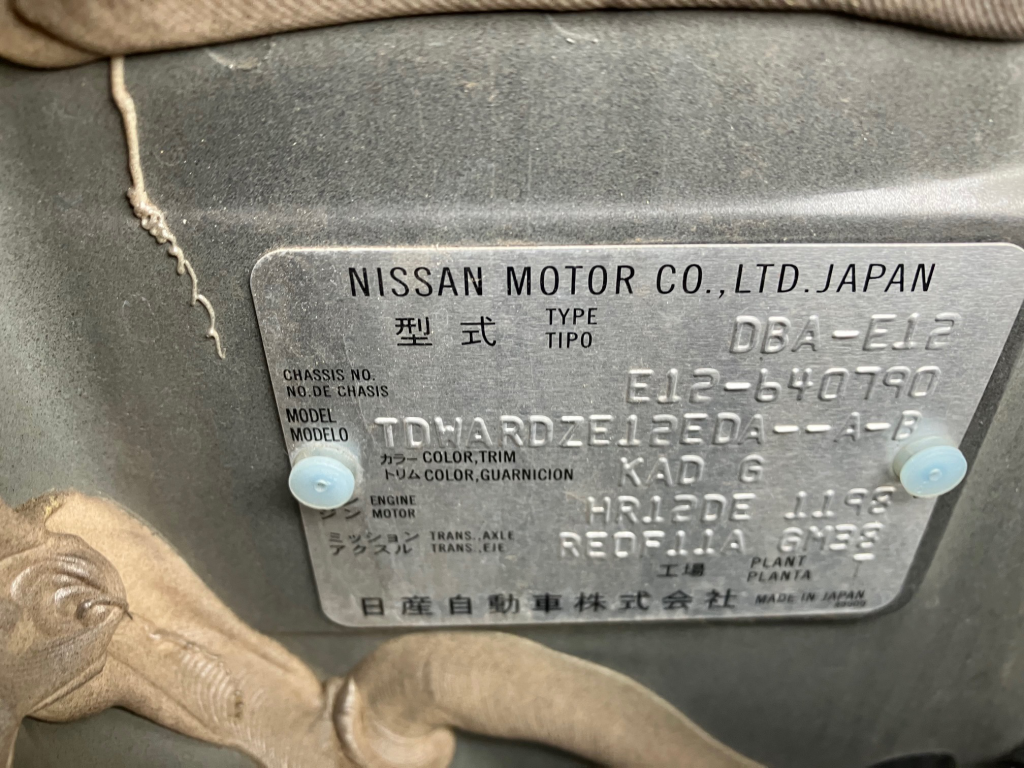 NISSAN MOTOR CO.,LTD. JAPAN
型式 TYPE TIPO DBA-E12
CHASSIS NO.
NO. DE CHASIS E12-640790
MODEL
MODELO TDWARDZE12EDA--A-B
カラー COLOR,TRIM
トリム COLOR,GUARNICION KAD G
ENGINE
ン MOTOR HR12DE 1198
ミッション TRANS.,AXLE
アクスル TRANS.,EJE RE0F11A GM38
工場 PLANT
PLANTA
日産自動車株式会社 MADE IN JAPAN